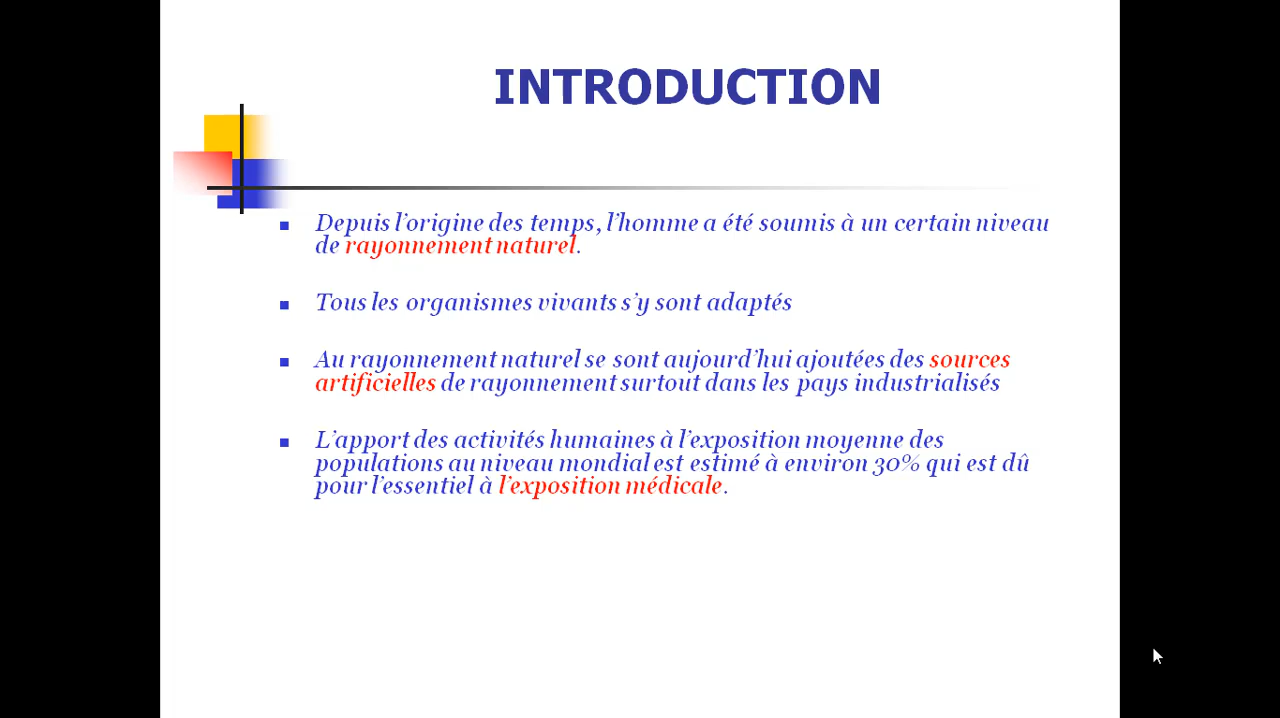 INTRODUCTION
Depuis l'origine des temps, l'homme a été soumis à un certain niveau
de rayonnement naturel.
Tous les organismes vivants s'y sont adaptés
Au rayonnement naturel se sont aujourd'hui ajoutées des sources
artificielles de rayonnement surtout dans les pays industrialisés
L'apport des activités humaines à l'exposition moyenne des
populations au niveau mondial est estimé à environ 30% qui est dû
pour l'essentiel à l'exposition médicale.